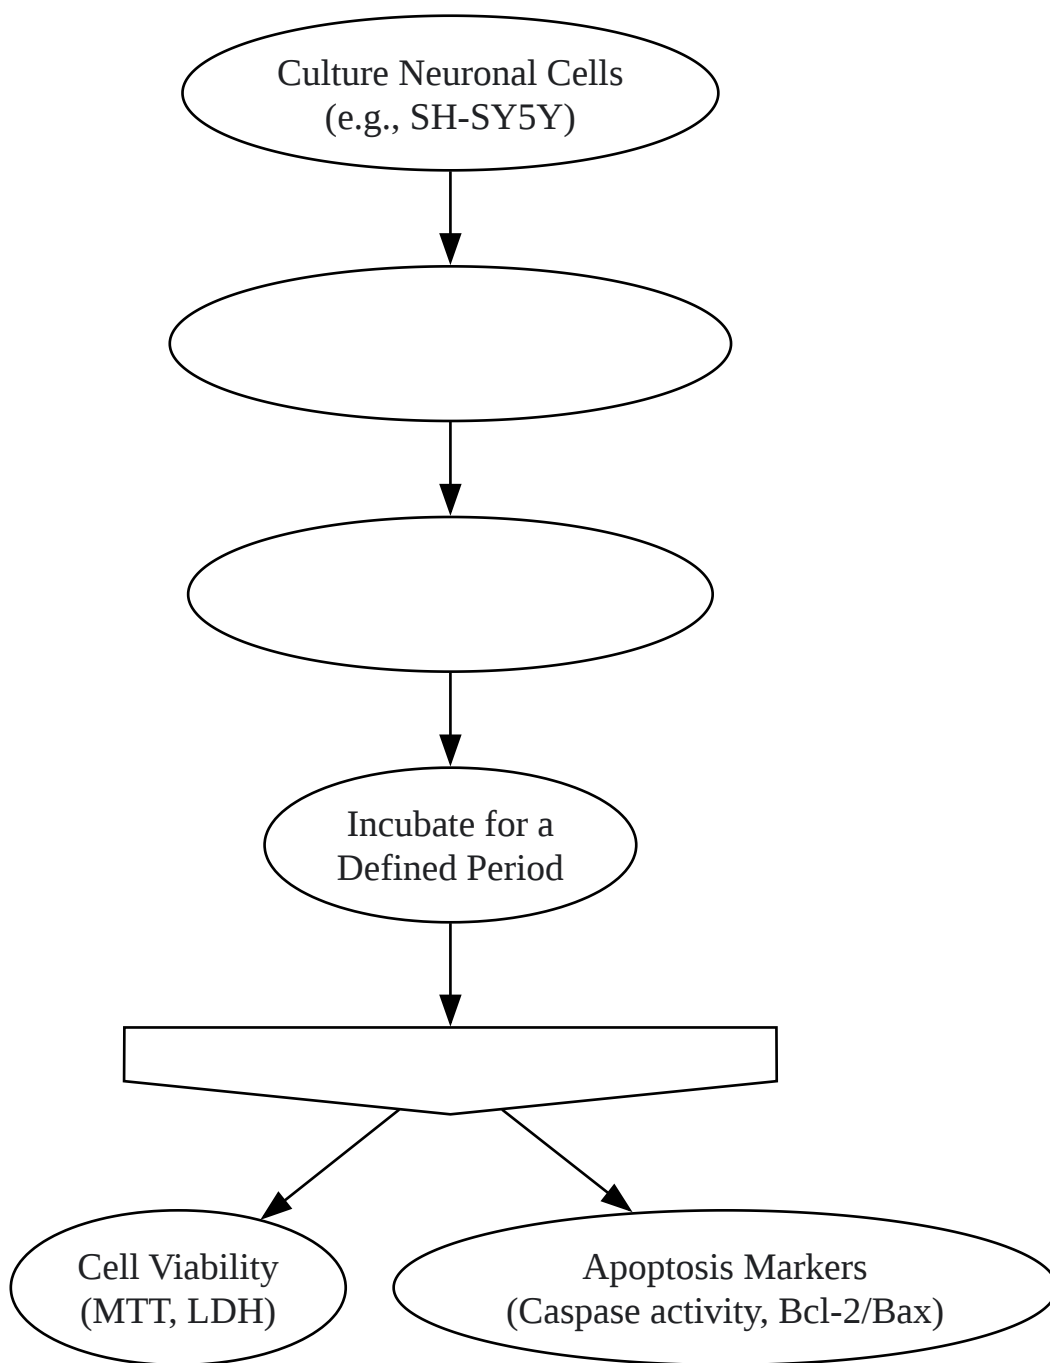 Culture Neuronal Cells
(e.g., SH-SY5Y)
Incubate for a
Defined Period
Cell Viability
(MTT, LDH)
Apoptosis Markers
(Caspase activity, Bcl-2/Bax)